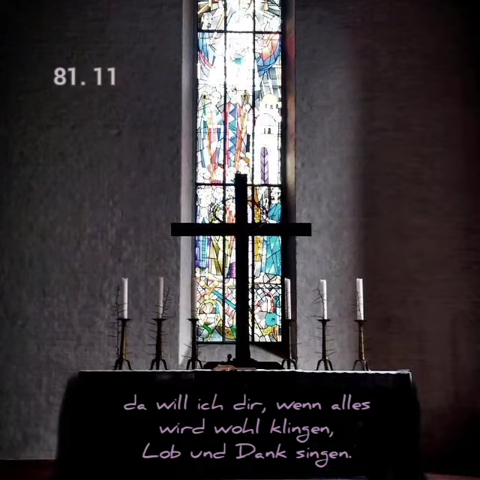 81. 11
da will ich dir, wenn alles
wird wohl klingen,
Lob und Dank singen.